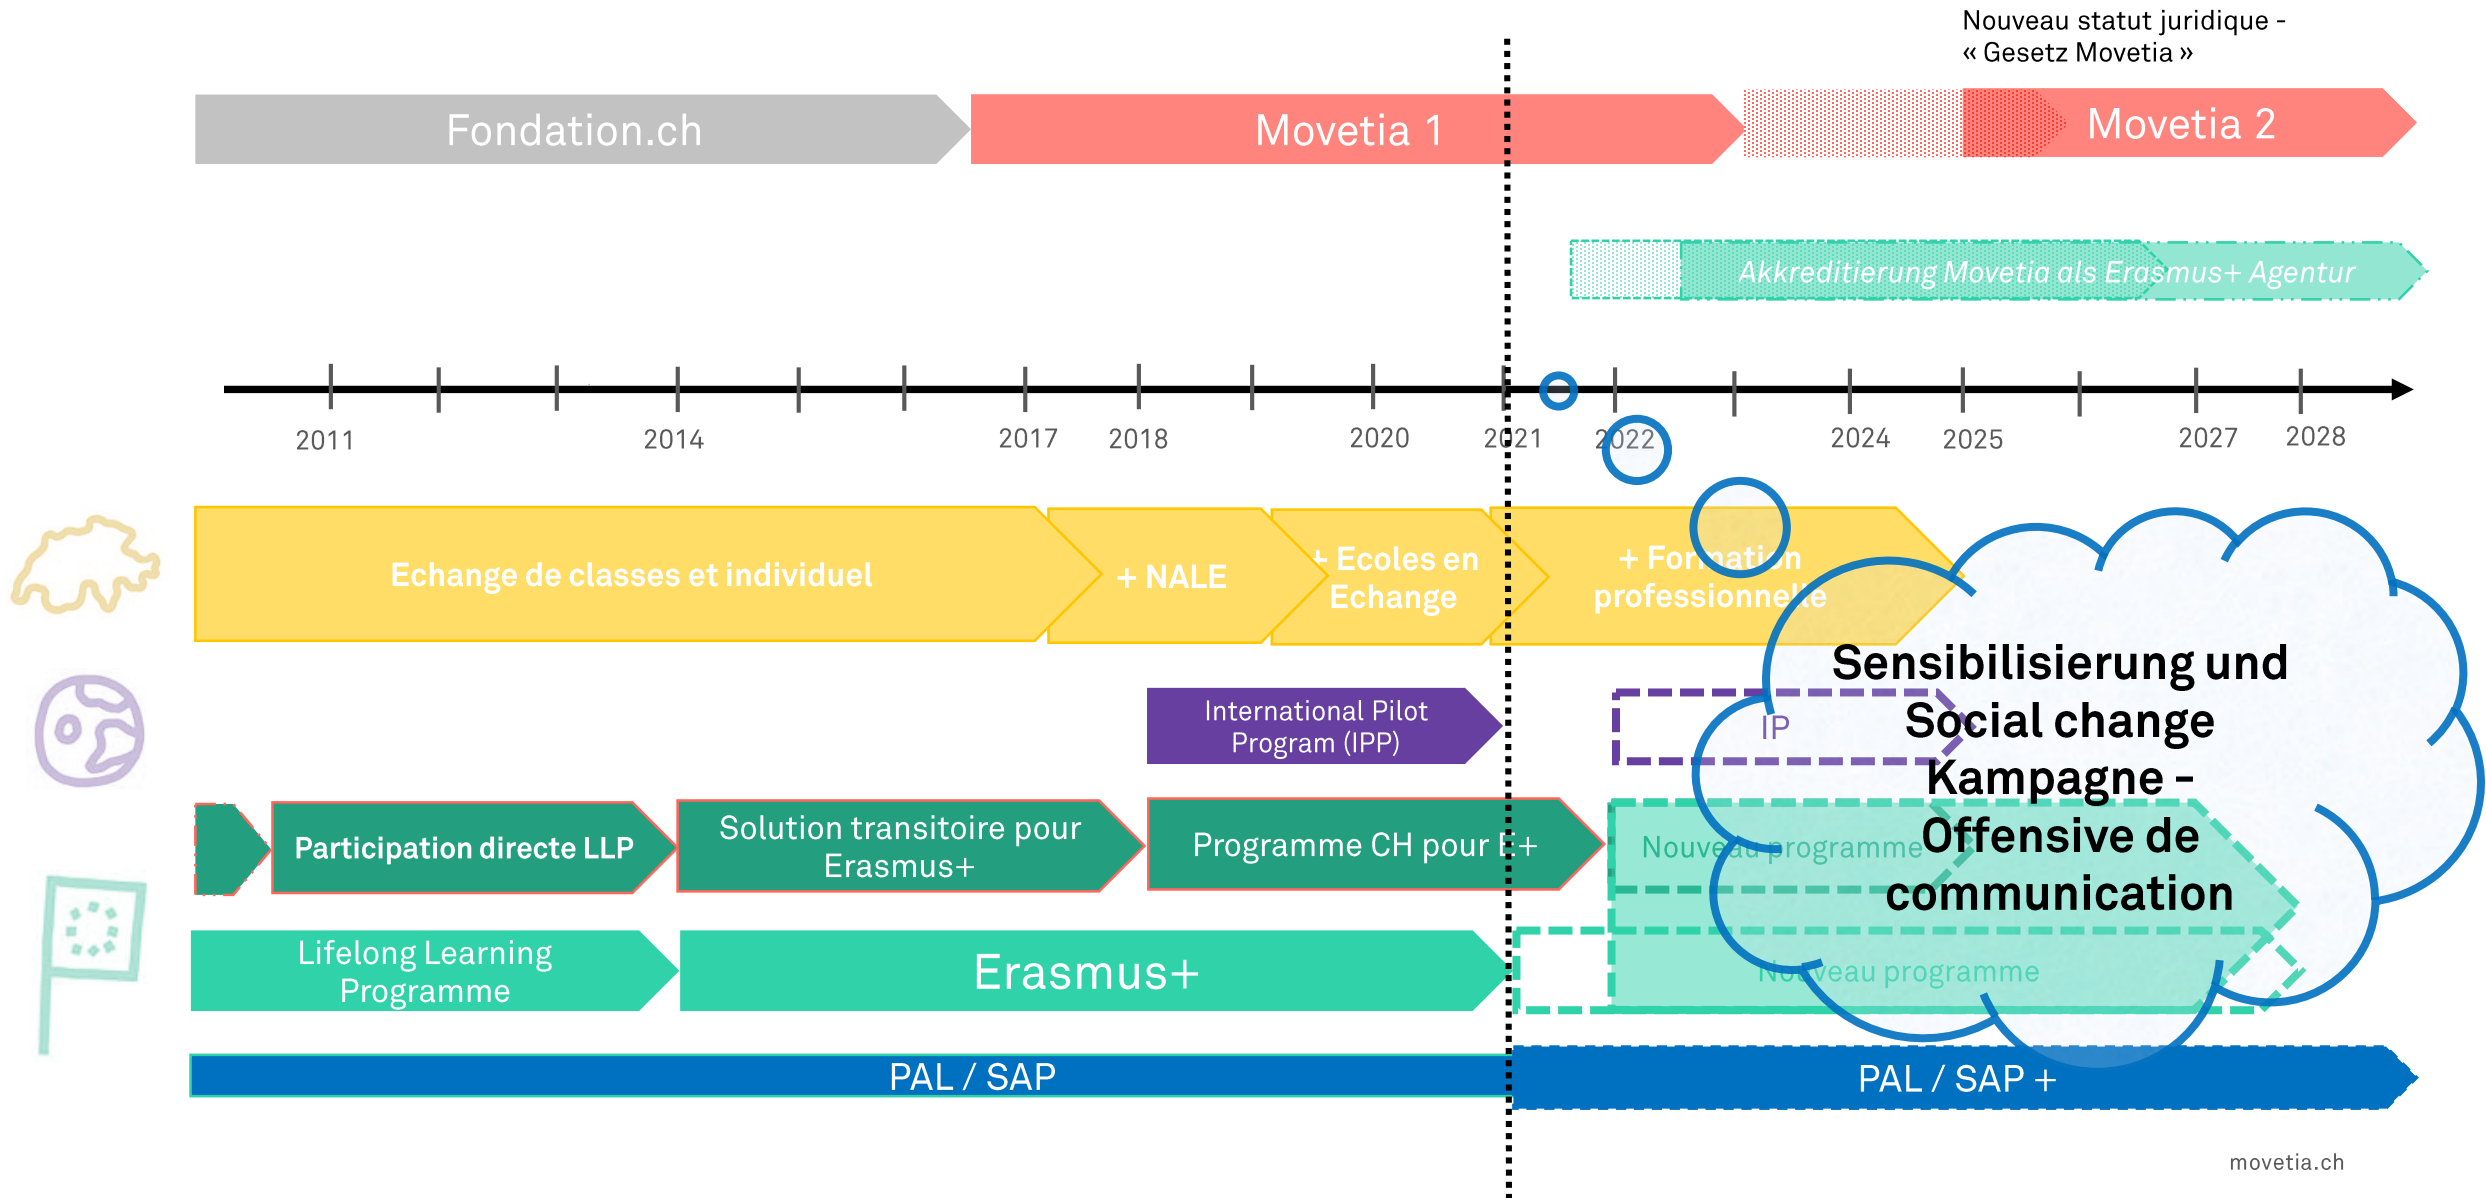 Nouveau statut juridique -
« Gesetz Movetia »
Fondation.ch
Movetia 1
Movetia 2
Akkreditierung Movetia als Erasmus+ Agentur
2011
2014
2017
2018
2020
2021
2022
2024
2025
2027
2028
Echange de classes et individuel
+ NALE
+ Ecoles en
Echange
+ Formation
professionnelle
Sensibilisierung und
Social change
Kampagne -
Offensive de
communication
International Pilot
Program (IPP)
IP
Participation directe LLP
Solution transitoire pour
Erasmus+
Programme CH pour E+
Nouveau programme
Lifelong Learning
Programme
Erasmus+
Nouveau programme
PAL / SAP
PAL / SAP +
movetia.ch